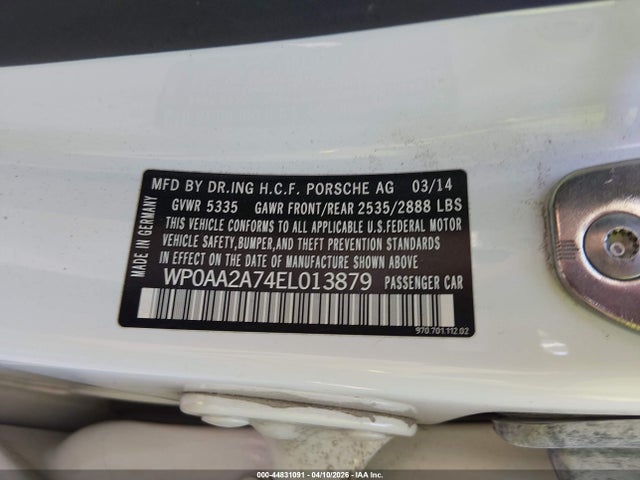 MFD BY DR.ING H.C.F. PORSCHE AG 03/14
GVWR 5335 GAWR FRONT/REAR 2535/2888 LBS
THIS VEHICLE CONFORMS TO ALL APPLICABLE U.S.FEDERAL MOTOR
VEHICLE SAFETY,BUMPER,AND THEFT PREVENTION STANDARDS IN
EFFECT ON THE DATE OF MANUFACTURE SHOWN ABOVE.
WP0AA2A74EL013879 PASSENGER CAR
970.701.112.02
MADE IN GERMANY
000-44831091 - 04/10/2026 - IAA Inc.